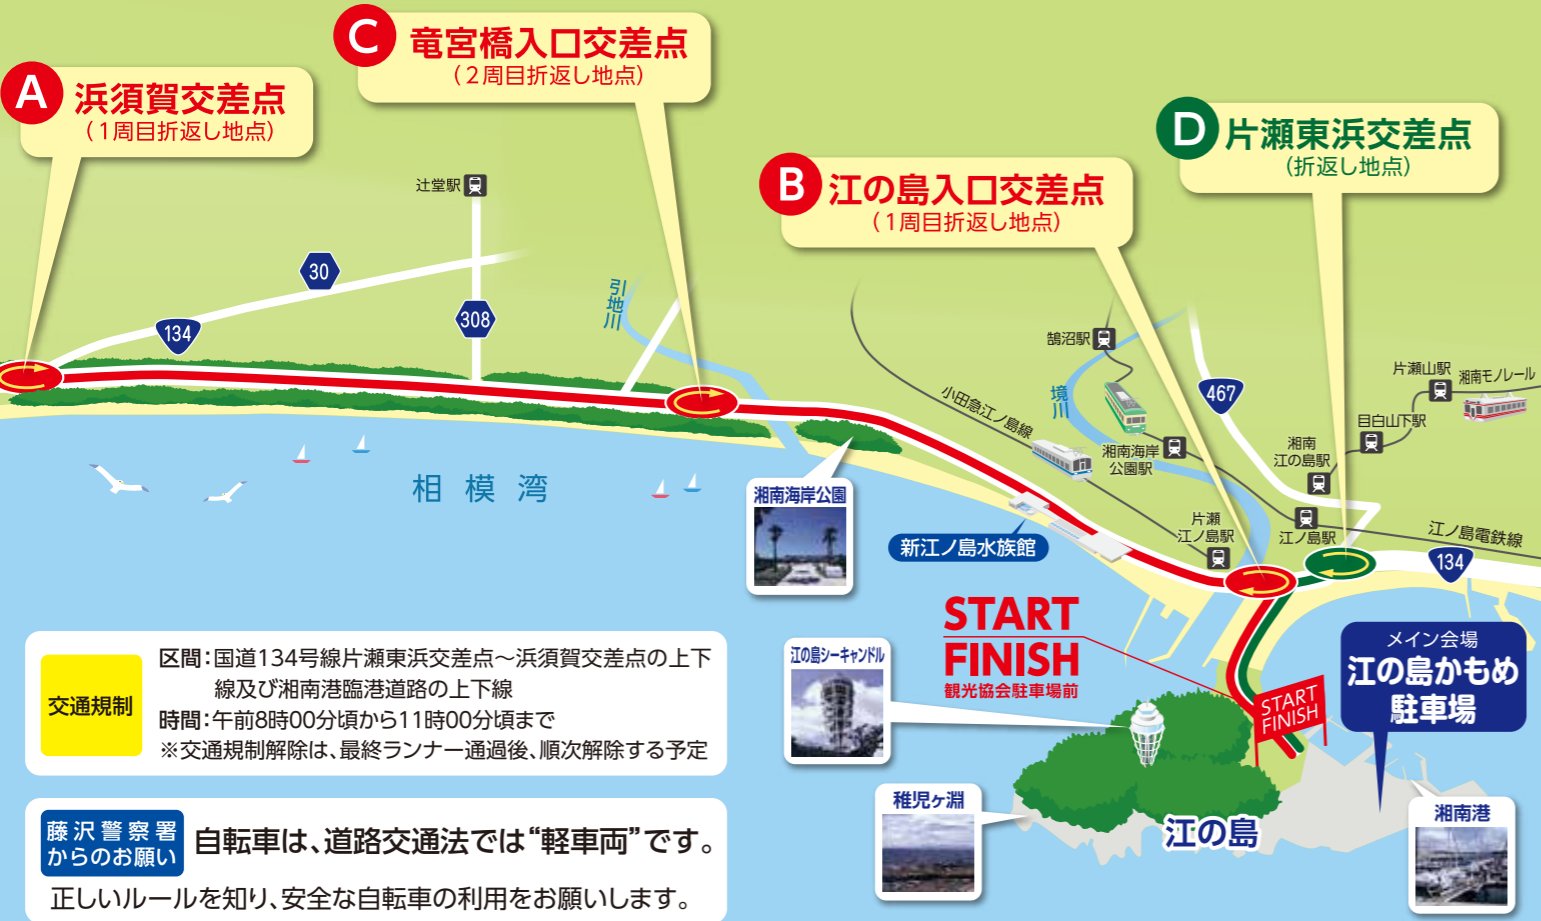 A 浜須賀交差点
(1周目折返し地点)
C 竜宮橋入口交差点
(2周目折返し地点)
B 江の島入口交差点
(1周目折返し地点)
D 片瀬東浜交差点
(折返し地点)
辻堂駅
30
134
308
引地川
鵠沼駅
境川
467
片瀬山駅
湘南モノレール
目白山下駅
湘南
江の島駅
小田急江ノ島線
湘南海岸
公園駅
片瀬
江ノ島駅
江ノ島駅
江ノ島電鉄線
134
相模湾
湘南海岸公園
新江ノ島水族館
START
FINISH
観光協会駐車場前
START
FINISH
メイン会場
江の島かもめ
駐車場
江の島シーキャンドル
稚児ヶ淵
江の島
湘南港
交通規制
区間:国道134号線片瀬東浜交差点〜浜須賀交差点の上下
線及び湘南港臨港道路の上下線
時間:午前8時00分頃から11時00分頃まで
※交通規制解除は、最終ランナー通過後、順次解除する予定
藤沢警察署
からのお願い
自転車は、道路交通法では“軽車両”です。
正しいルールを知り、安全な自転車の利用をお願いします。